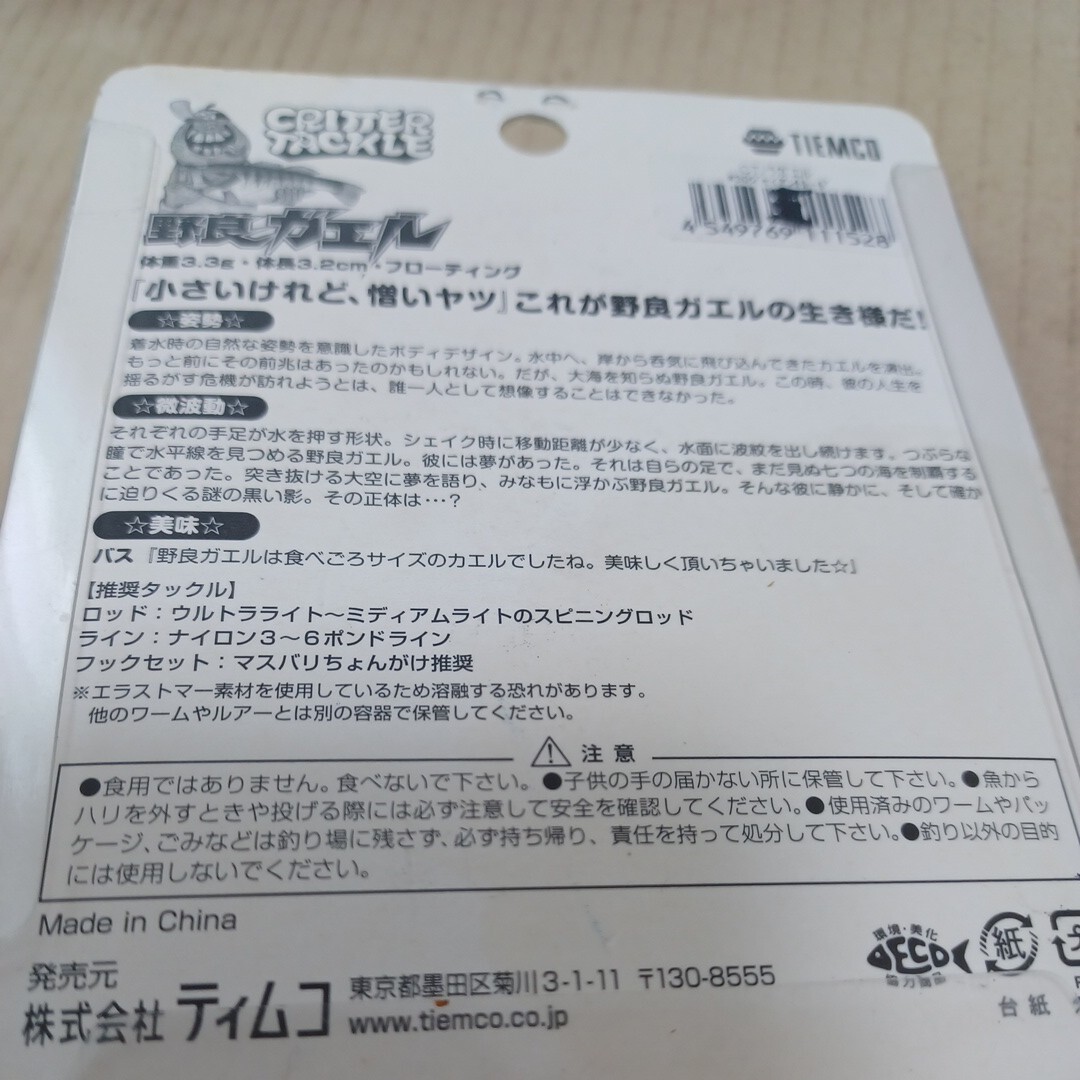 CRITTER TACKLE
TIEMCO
4 549769 111528
野良ガエル
体重3.3g・体長3.2cm・フローティング
『小さいけれど、憎いヤツ』これが野良ガエルの生き様だ!
☆姿勢☆
着水時の自然な姿勢を意識したボディデザイン。水中へ、岸から呑気に飛び込んできたカエルを演出。
もっと前にその前兆はあったのかもしれない。だが、大海を知らぬ野良ガエル。この時、彼の人生を
揺るがす危機が訪れようとは、誰一人として想像することはできなかった。
☆微波動☆
それぞれの手足が水を押す形状。シェイク時に移動距離が少なく、水面に波紋を出し続けます。つぶらな
瞳で水平線を見つめる野良ガエル。彼には夢があった。それは自らの足で、まだ見ぬ七つの海を制覇する
ことであった。突き抜ける大空に夢を語り、みなもに浮かぶ野良ガエル。そんな彼に静かに、そして確か
に迫りくる謎の黒い影。その正体は…?
☆美味☆
バス『野良ガエルは食べごろサイズのカエルでしたね。美味しく頂いちゃいました☆』
【推奨タックル】
ロッド：ウルトラライト～ミディアムライトのスピニングロッド
ライン：ナイロン3～6ポンドライン
フックセット：マスバリちょんがけ推奨
※エラストマー素材を使用しているため溶融する恐れがあります。
他のワームやルアーとは別の容器で保管してください。
注意
●食用ではありません。食べないで下さい。●子供の手の届かない所に保管して下さい。●魚から
ハリを外すときや投げる際には必ず注意して安全を確認してください。●使用済みのワームやパッ
ケージ、ごみなどは釣り場に残さず、必ず持ち帰り、責任を持って処分して下さい。●釣り以外の目的
には使用しないでください。
Made in China
発売元
株式会社 ティムコ
東京都墨田区菊川3-1-11 〒130-8555
www.tiemco.co.jp
環境・美化
ECO
紙
台紙